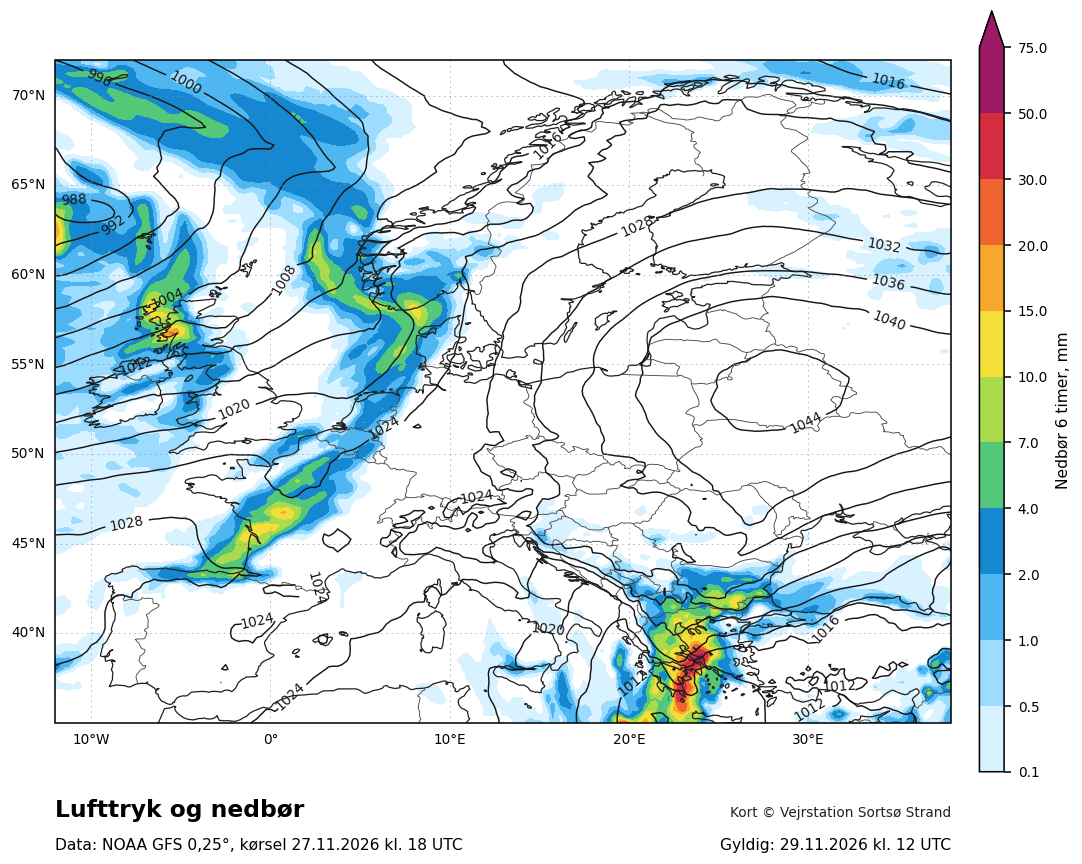 75.0
50.0
30.0
20.0
15.0
10.0
7.0
4.0
2.0
1.0
0.5
0.1
Nedbør 6 timer, mm
70°N
65°N
60°N
55°N
50°N
45°N
40°N
10°W
0°
10°E
20°E
30°E
996
1000
1016
1016
988
992
1028
1032
1036
1040
1008
1004
1012
1020
1024
1044
1024
1028
1024
1024
1020
1016
1012
1024
1012
1012
Lufttryk og nedbør
Kort © Vejrstation Sortsø Strand
Data: NOAA GFS 0,25°, kørsel 27.11.2026 kl. 18 UTC
Gyldig: 29.11.2026 kl. 12 UTC